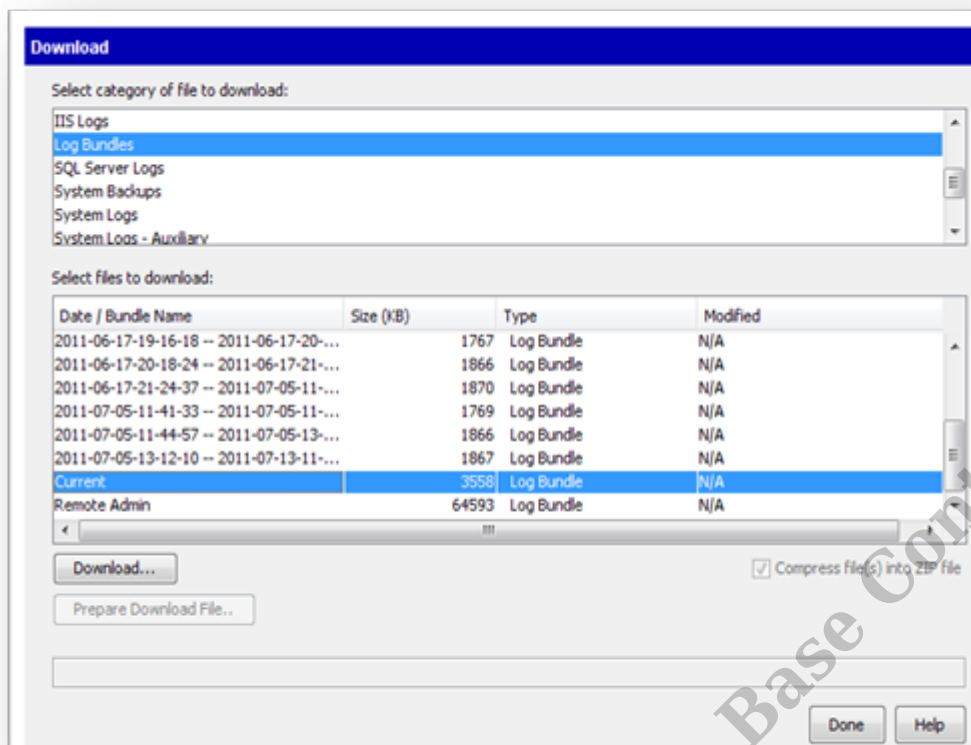 Download
Select category of file to download:
IIS Logs
Log Bundles
SQL Server Logs
System Backups
System Logs
System Logs - Auxiliary
Select files to download:
Date / Bundle Name Size (KB) Type Modified
2011-06-17-19-16-18 -- 2011-06-17-20-... 1767 Log Bundle N/A
2011-06-17-20-18-24 -- 2011-06-17-21-... 1866 Log Bundle N/A
2011-06-17-21-24-37 -- 2011-07-05-11-... 1870 Log Bundle N/A
2011-07-05-11-41-33 -- 2011-07-05-11-... 1769 Log Bundle N/A
2011-07-05-11-44-57 -- 2011-07-05-13-... 1866 Log Bundle N/A
2011-07-05-13-12-10 -- 2011-07-13-11-... 1867 Log Bundle N/A
Current 3558 Log Bundle N/A
Remote Admin 64593 Log Bundle N/A
Download... Compress file(s) into ZIP file
Prepare Download File..
Base
Done Help